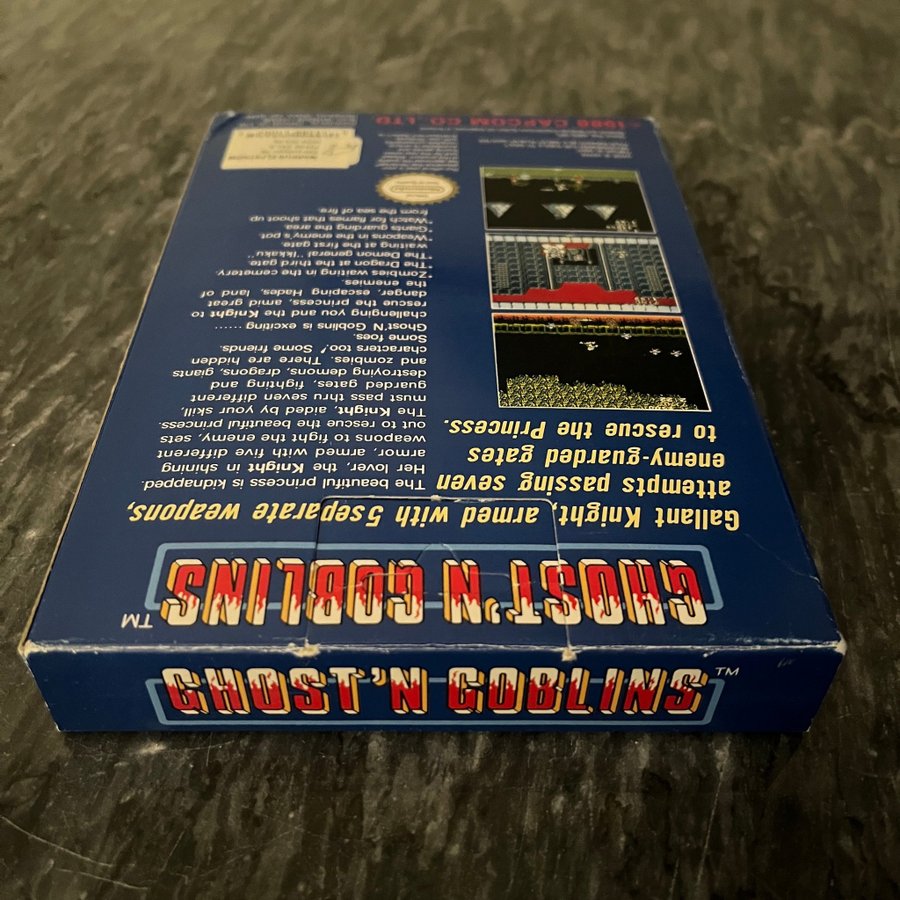 GHOST'N GOBLINS™
GHOST'N GOBLINS™
Gallant Knight, armed with 5 separate weapons,
attempts passing seven
enemy-guarded gates
to rescue the Princess.
The beautiful princess is kidnapped.
Her lover, the Knight in shining
armor, armed with five different
weapons to fight the enemy, sets
out to rescue the beautiful princess.
The Knight, aided by your skill,
must pass thru seven different
guarded gates, fighting and
destroying demons, dragons, giants
and zombies. There are hidden
characters too! Some friends.
Some foes.
Ghost'N Goblins is exciting......
challenging and you and the Knight to
rescue the princess, amid great
danger, escaping Hades, land of
the enemies.
*Zombies waiting in the cemetery.
*The Dragon at the third gate.
*The Demon general "Ikkaku"
waiting at the first gate.
*Weapons in the enemy's pot.
*Giants guarding the area.
*Watch for flames that shoot up
from the sea of fire.
Nintendo
©1986 CAPCOM CO. LTD